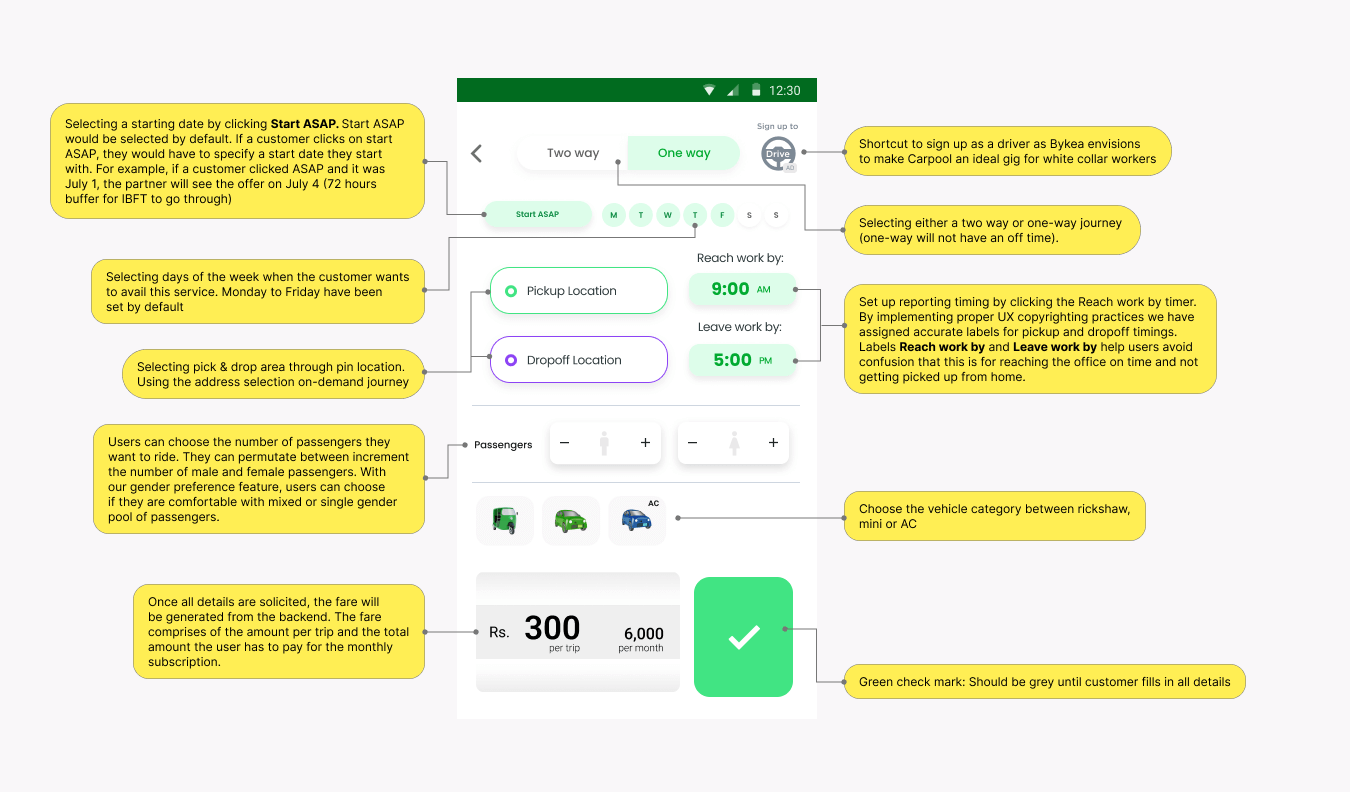 12:30
Sign up to
Two way
One way
Drive
AD
Start ASAP
M
T
W
T
F
S
S
Reach work by:
Pickup Location
9:00 AM
Leave work by:
Dropoff Location
5:00 PM
Passengers
−
+
−
+
AC
Rs. 300
per trip
6,000
per month
Selecting a starting date by clicking Start ASAP. Start ASAP
would be selected by default. If a customer clicks on start
ASAP, they would have to specify a start date they start
with. For example, if a customer clicked ASAP and it was
July 1, the partner will see the offer on July 4 (72 hours
buffer for IBFT to go through)
Selecting days of the week when the customer wants
to avail this service. Monday to Friday have been
set by default
Selecting pick & drop area through pin location.
Using the address selection on-demand journey
Users can choose the number of passengers they
want to ride. They can permutate between increment
the number of male and female passengers. With
our gender preference feature, users can choose
if they are comfortable with mixed or single gender
pool of passengers.
Once all details are solicited, the fare will
be generated from the backend. The fare
comprises of the amount per trip and the total
amount the user has to pay for the monthly
subscription.
Shortcut to sign up as a driver as Bykea envisions
to make Carpool an ideal gig for white collar workers
Selecting either a two way or one-way journey
(one-way will not have an off time).
Set up reporting timing by clicking the Reach work by timer.
By implementing proper UX copyrighting practices we have
assigned accurate labels for pickup and dropoff timings.
Labels Reach work by and Leave work by help users avoid
confusion that this is for reaching the office on time and not
getting picked up from home.
Choose the vehicle category between rickshaw,
mini or AC
Green check mark: Should be grey until customer fills in all details